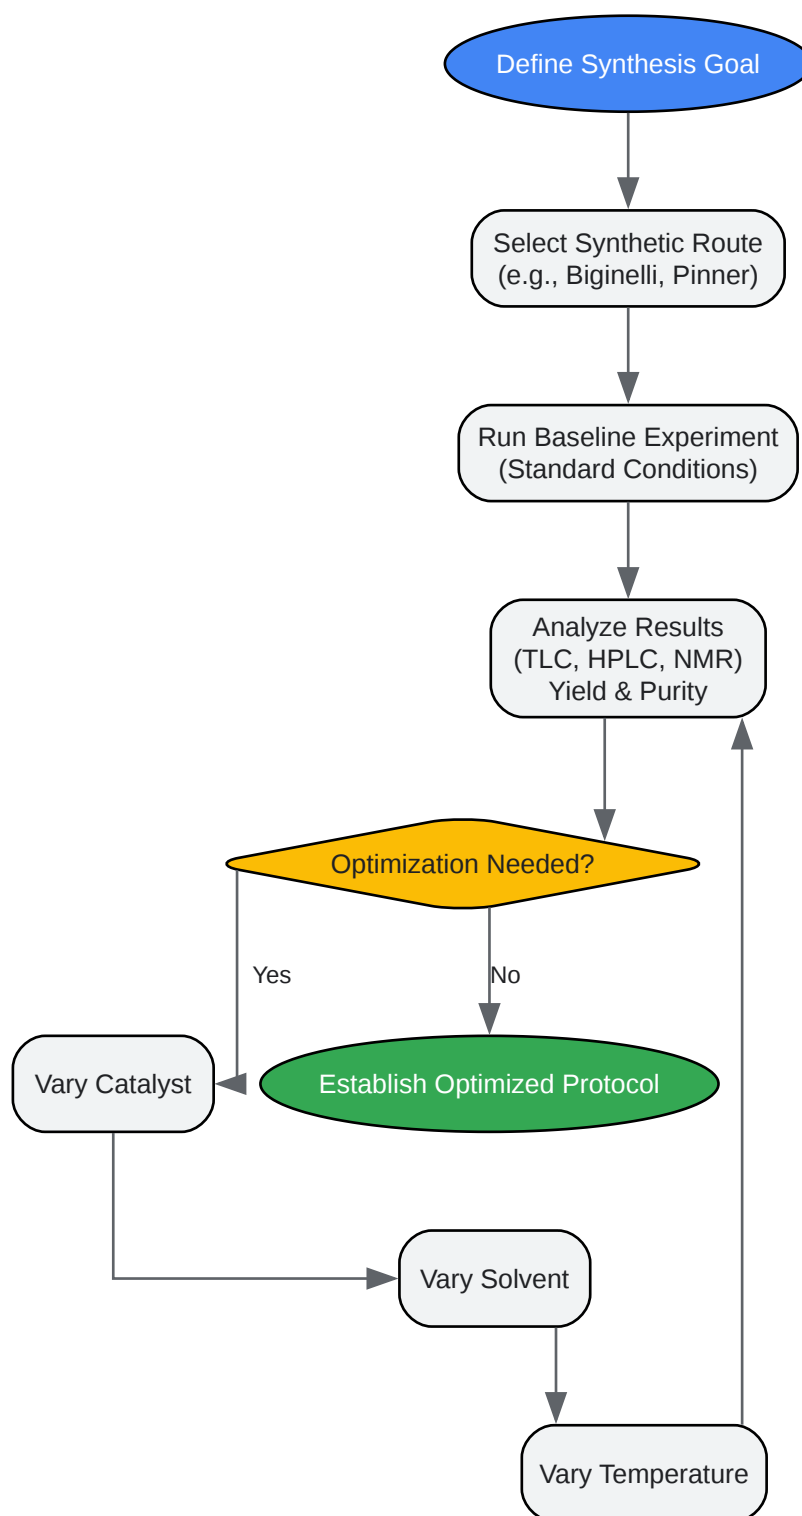 Define Synthesis Goal
Select Synthetic Route
(e.g., Biginelli, Pinner)
Run Baseline Experiment
(Standard Conditions)
Analyze Results
(TLC, HPLC, NMR)
Yield & Purity
Optimization Needed?
Yes
No
Vary Catalyst
Establish Optimized Protocol
Vary Solvent
Vary Temperature